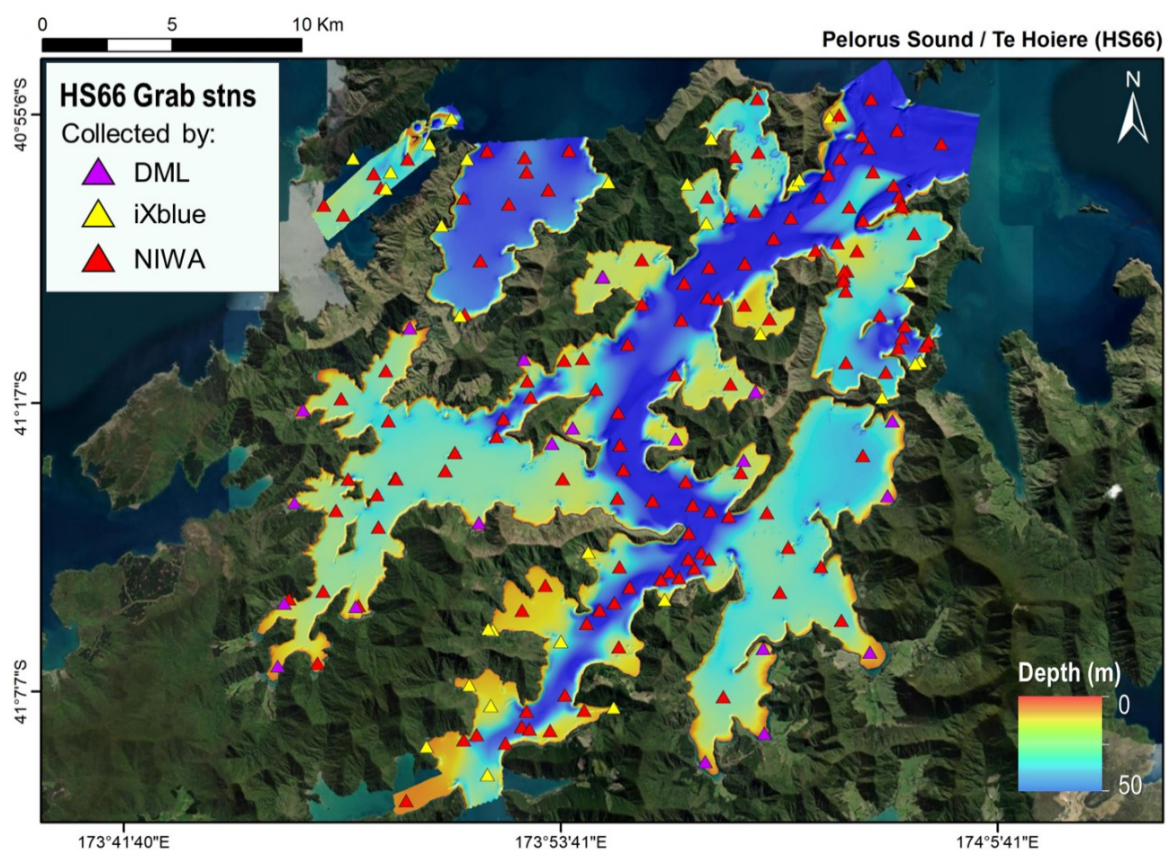 0 5 10 Km
Pelorus Sound / Te Hoiere (HS66)
HS66 Grab stns
Collected by:
DML
iXblue
NIWA
N
40°55'6"S
41°1'7"S
41°7'7"S
Depth (m)
0
50
173°41'40"E 173°53'41"E 174°5'41"E